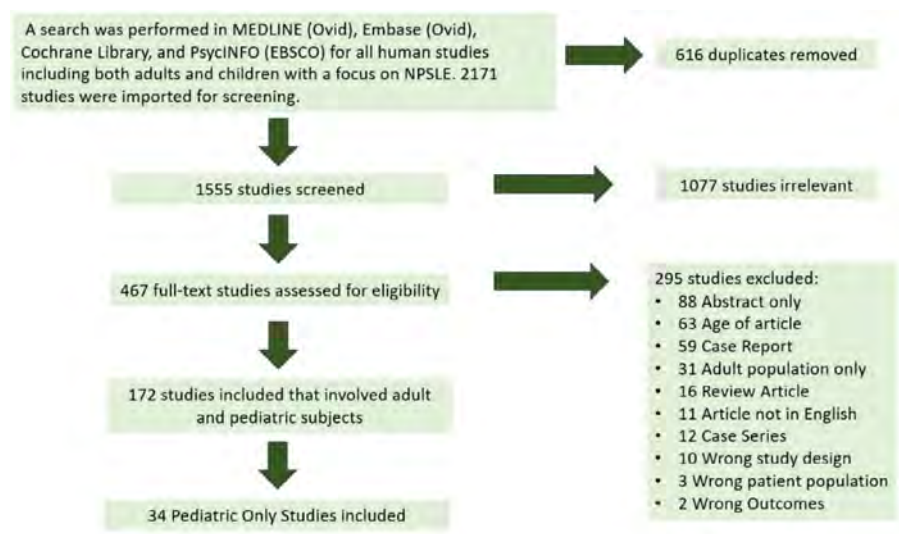 A search was performed in MEDLINE (Ovid), Embase (Ovid),
Cochrane Library, and PsycINFO (EBSCO) for all human studies
including both adults and children with a focus on NPSLE. 2171
studies were imported for screening.
616 duplicates removed
1555 studies screened
1077 studies irrelevant
467 full-text studies assessed for eligibility
295 studies excluded:
• 88 Abstract only
• 63 Age of article
• 59 Case Report
• 31 Adult population only
• 16 Review Article
• 11 Article not in English
• 12 Case Series
• 10 Wrong study design
• 3 Wrong patient population
• 2 Wrong Outcomes
172 studies included that involved adult
and pediatric subjects
34 Pediatric Only Studies included